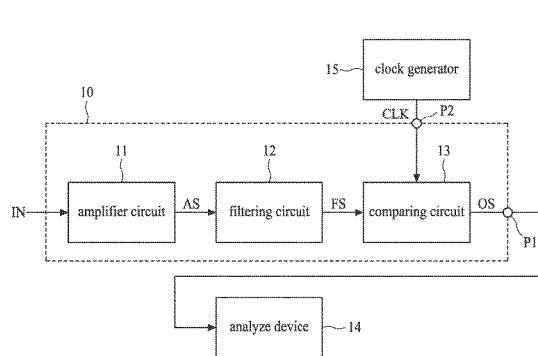 15
clock generator
10
CLK
P2
11
12
13
IN
amplifier circuit
AS
filtering circuit
FS
comparing circuit
OS
P1
analyze device
14